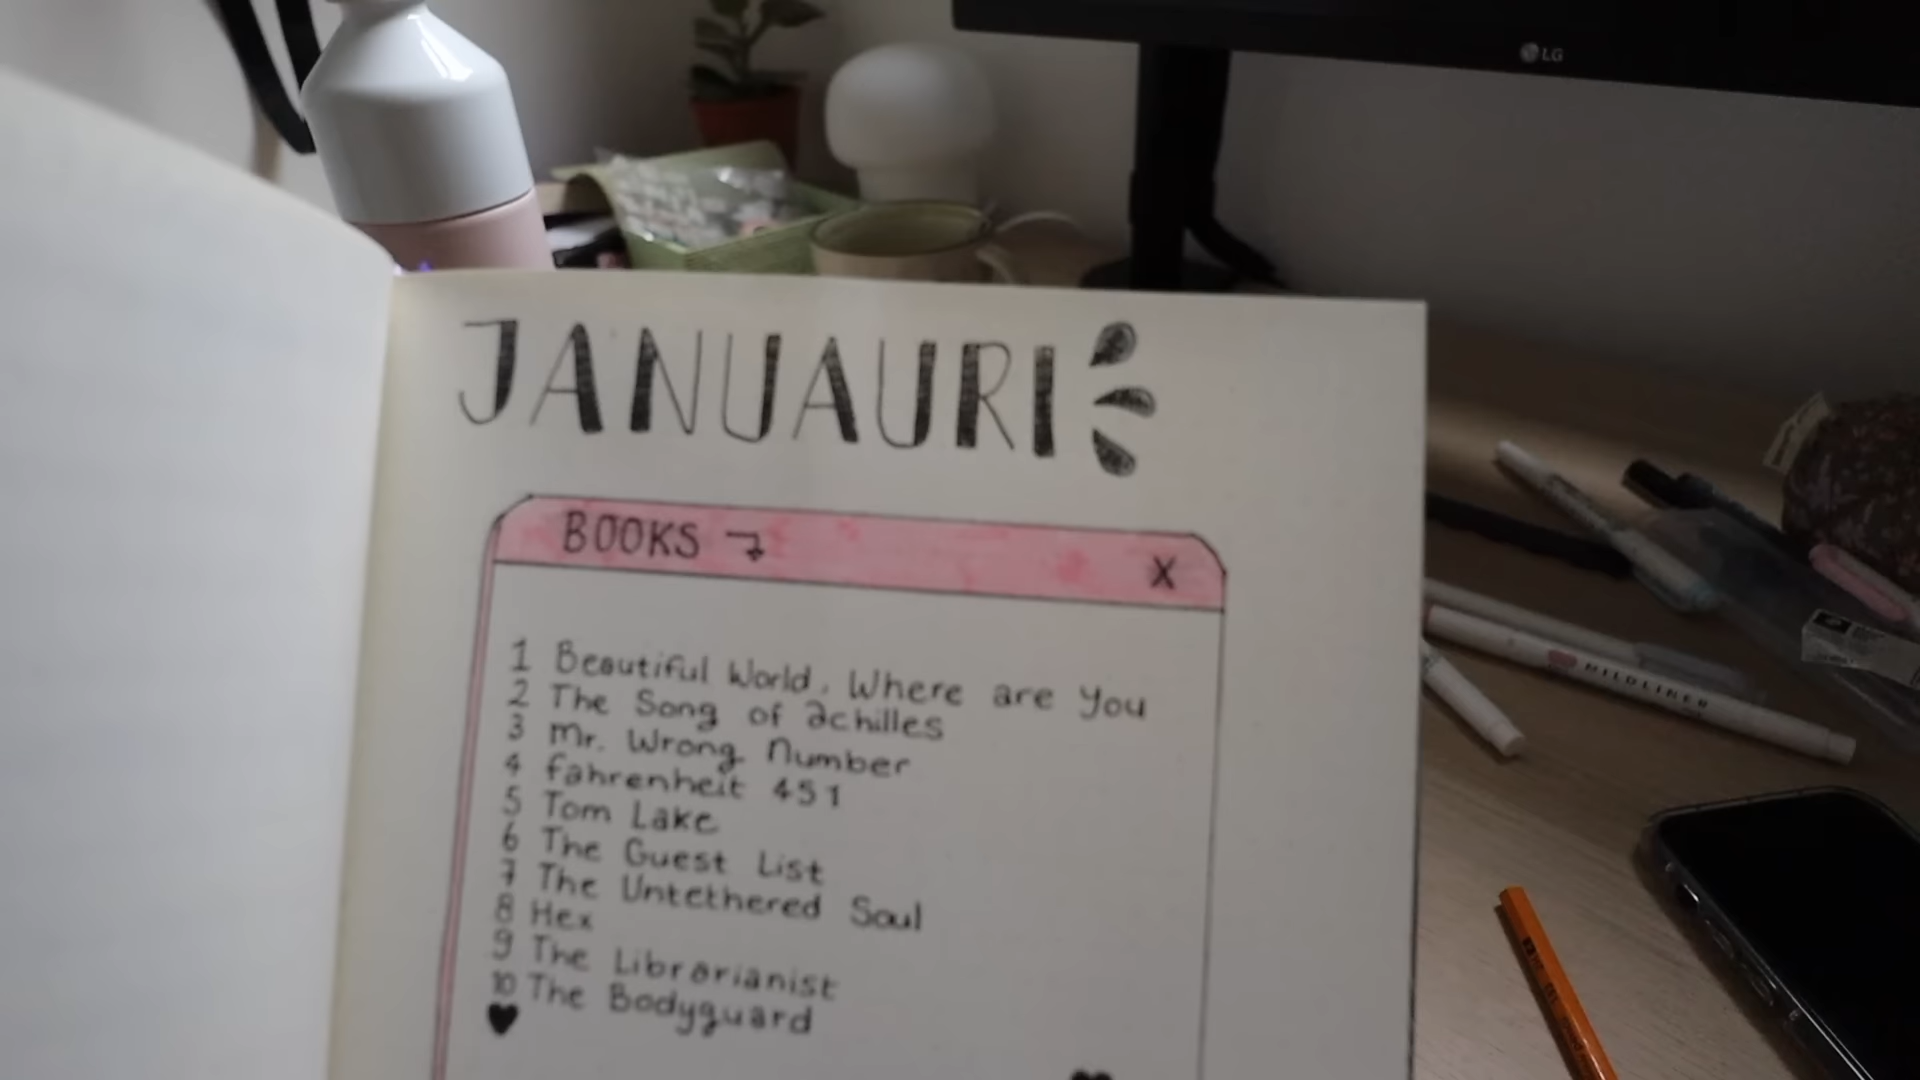 LG
JANUAURI
BOOKS
X
1 Beautiful World, Where are You
2 The Song of achilles
3 Mr. Wrong Number
4 fahrenheit 451
5 Tom Lake
6 The Guest List
7 The Untethered Soul
8 Hex
9 The Librarianist
10 The Bodyguard
MILDLINER